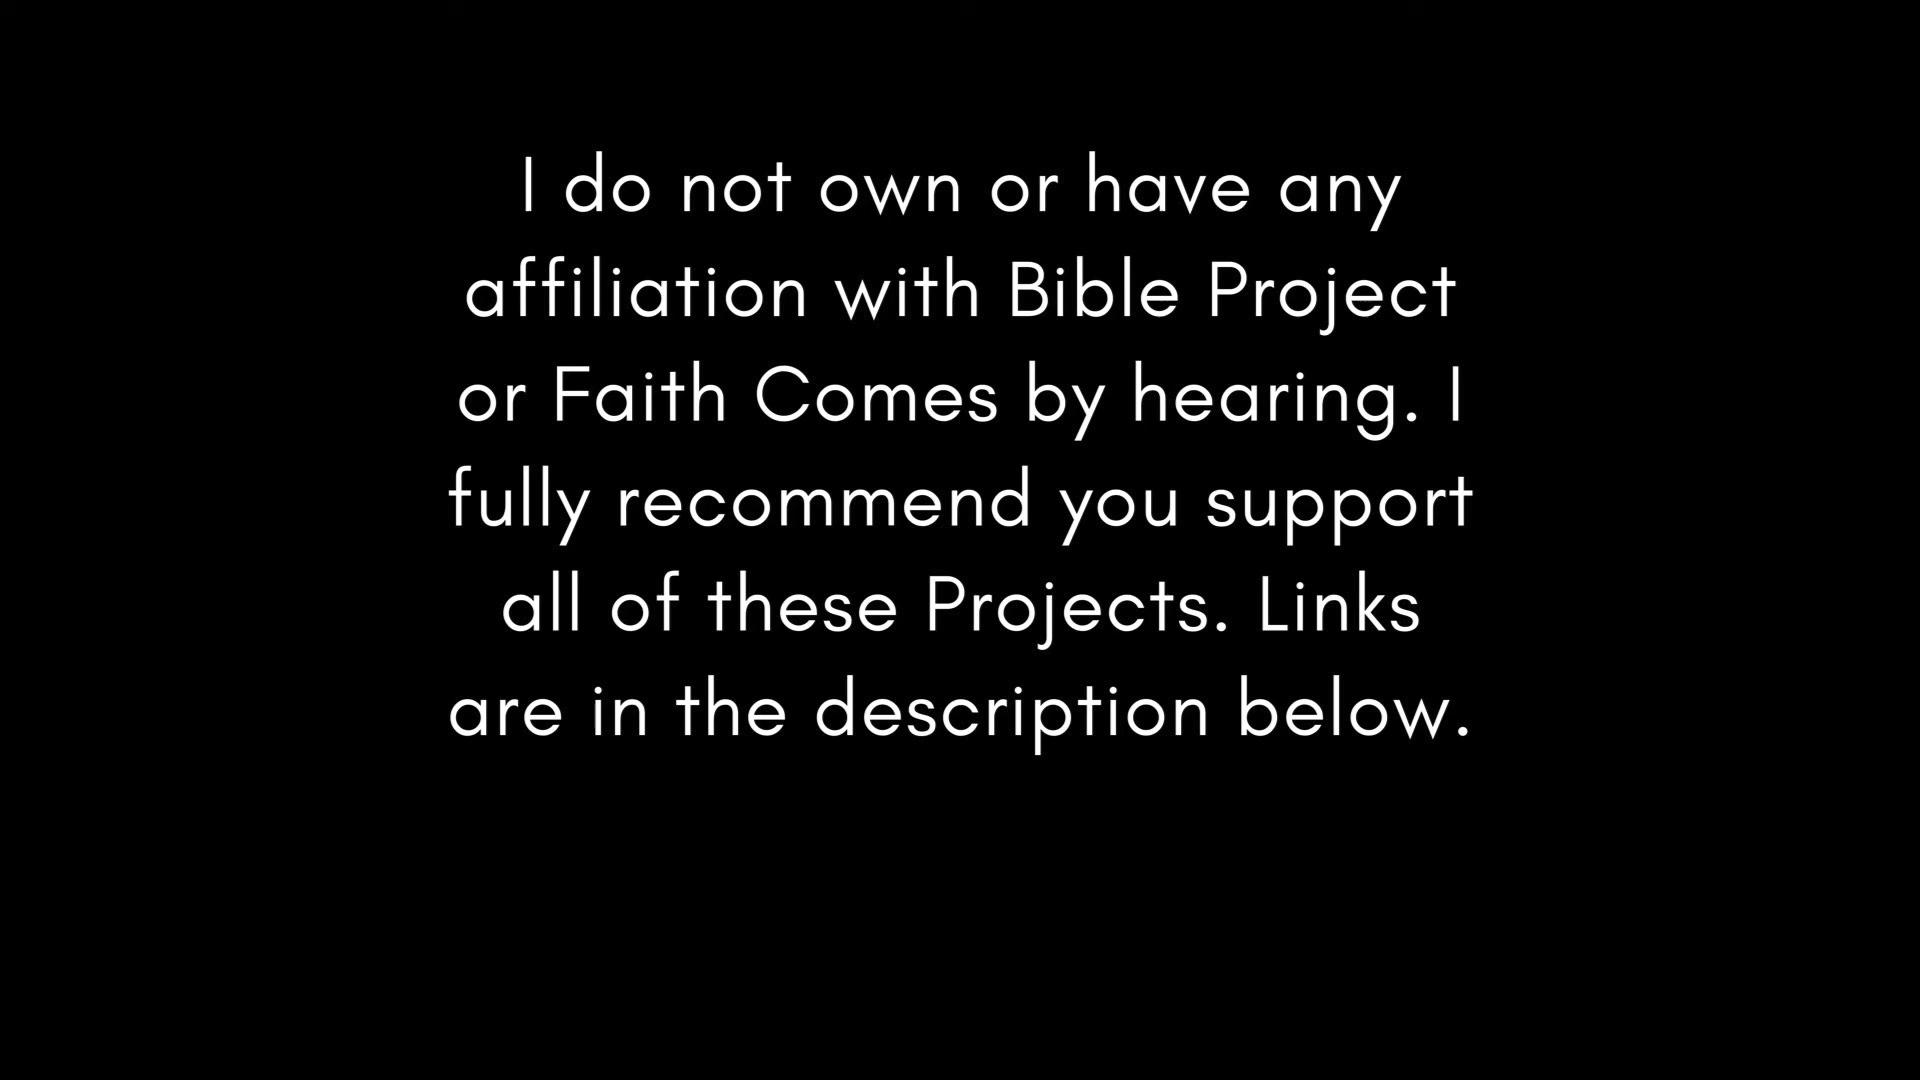 I do not own or have any
affiliation with Bible Project
or Faith Comes by hearing. I
fully recommend you support
all of these Projects. Links
are in the description below.